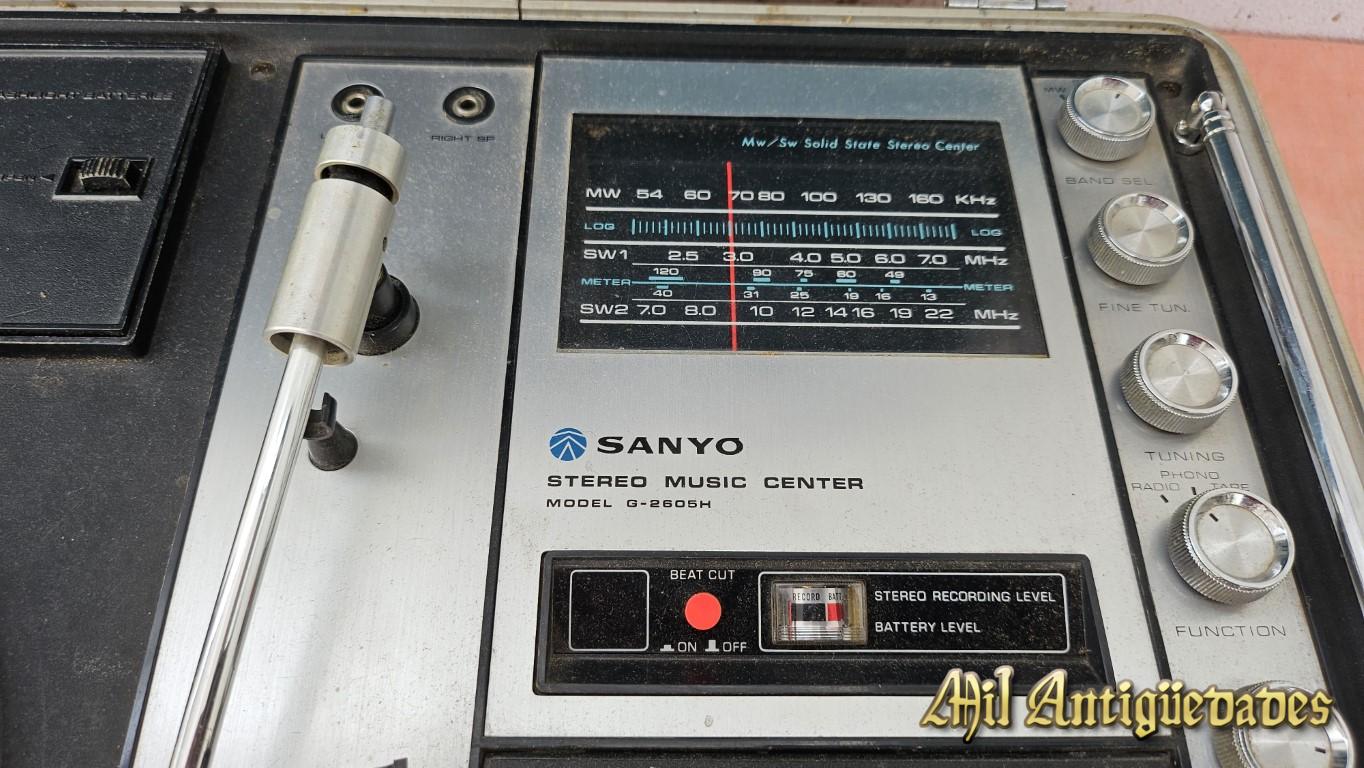 RIGHT SP
Mw/Sw Solid State Stereo Center
MW 54 60 70 80 100 130 160 KHz
LOG LOG
SW1 2.5 3.0 4.0 5.0 6.0 7.0 MHz
120 90 75 60 49
METER METER
40 31 25 19 16 13
SW2 7.0 8.0 10 12 14 16 19 22 MHz
MW
BAND SEL
FINE TUN.
TUNING
PHONO
RADIO TAPE
FUNCTION
SANYO
STEREO MUSIC CENTER
MODEL G-2605H
BEAT CUT
ON OFF
RECORD BATT
STEREO RECORDING LEVEL
BATTERY LEVEL
Mil Antigüedades